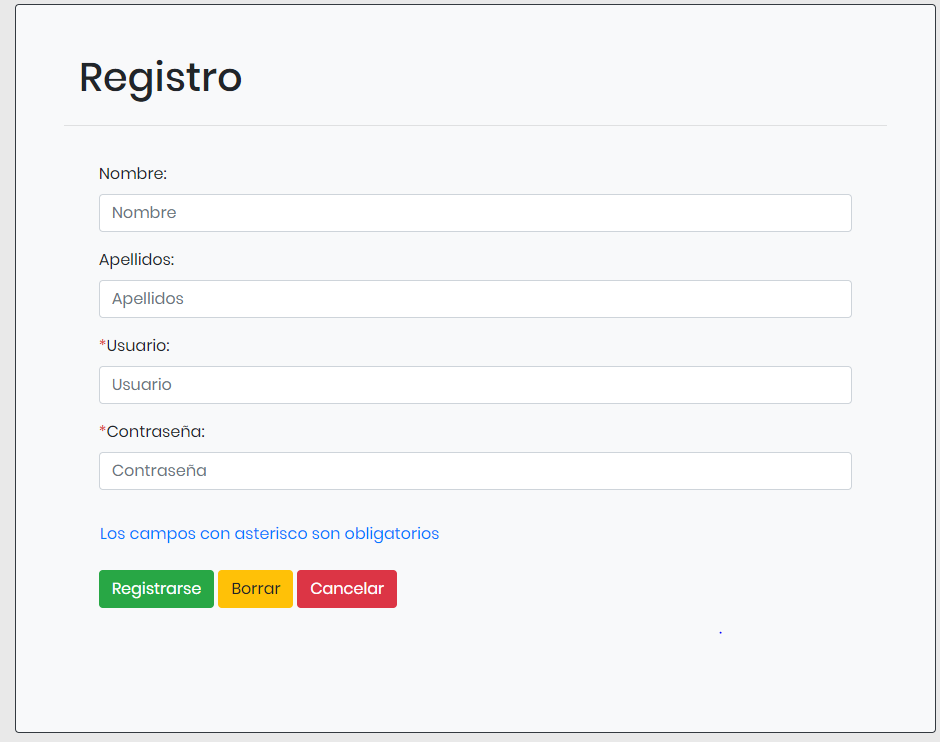 Registro
Nombre:
Nombre
Apellidos:
Apellidos
*Usuario:
Usuario
*Contraseña:
Contraseña
Los campos con asterisco son obligatorios
Registrarse Borrar Cancelar